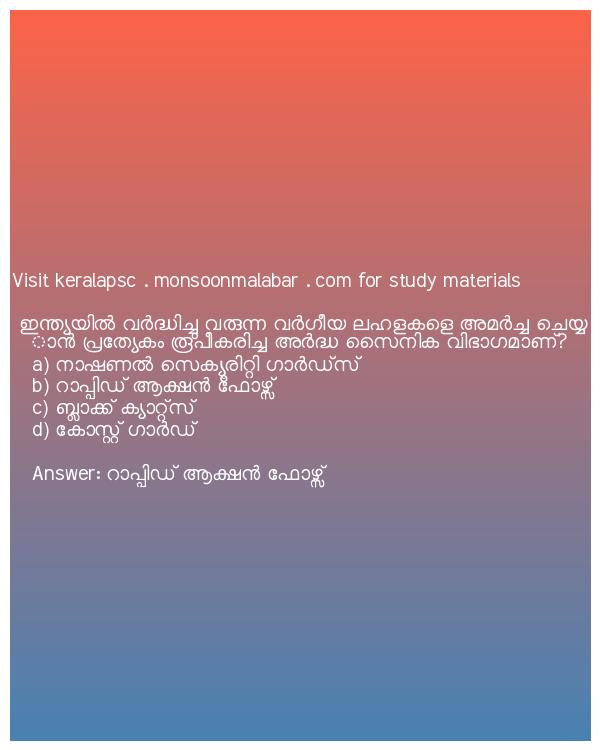 Visit keralapsc . monsoonmalabar . com for study materials
ഇന്ത്യയിൽ വർദ്ധിച്ചു വരുന്ന വർഗീയ ലഹളകളെ അമർച്ച ചെയ്യ
ാൻ പ്രത്യേകം രൂപീകരിച്ച അർദ്ധ സൈനിക വിഭാഗമാണ്?
a) നാഷണൽ സെക്യൂരിറ്റി ഗാർഡ്സ്
b) റാപ്പിഡ് ആക്ഷൻ ഫോഴ്സ്
c) ബ്ലാക്ക് ക്യാറ്റ്സ്
d) കോസ്റ്റ് ഗാർഡ്
Answer: റാപ്പിഡ് ആക്ഷൻ ഫോഴ്സ്